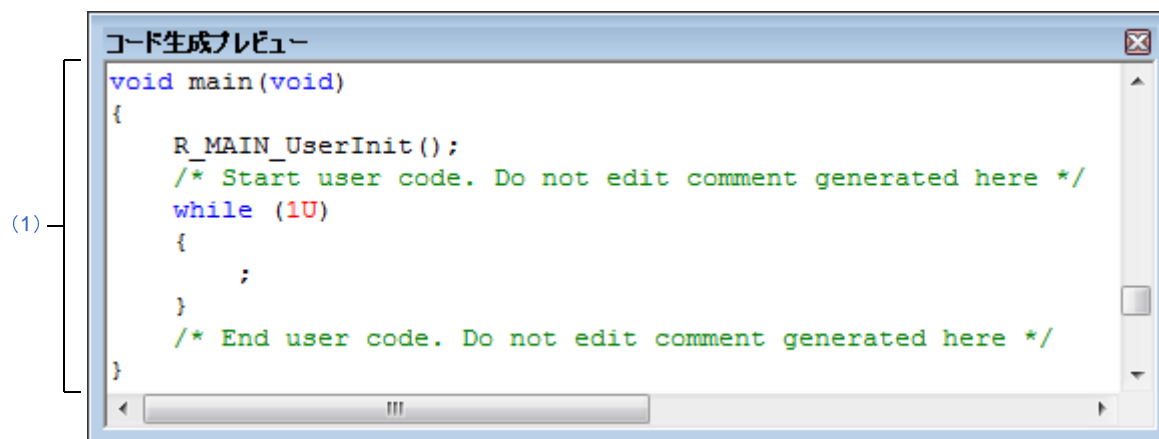 コード生成プレビュー
void main(void)
{
    R_MAIN_UserInit();
    /* Start user code. Do not edit comment generated here */
    while (1U)
    {
        ;
    }
    /* End user code. Do not edit comment generated here */
}
(1)